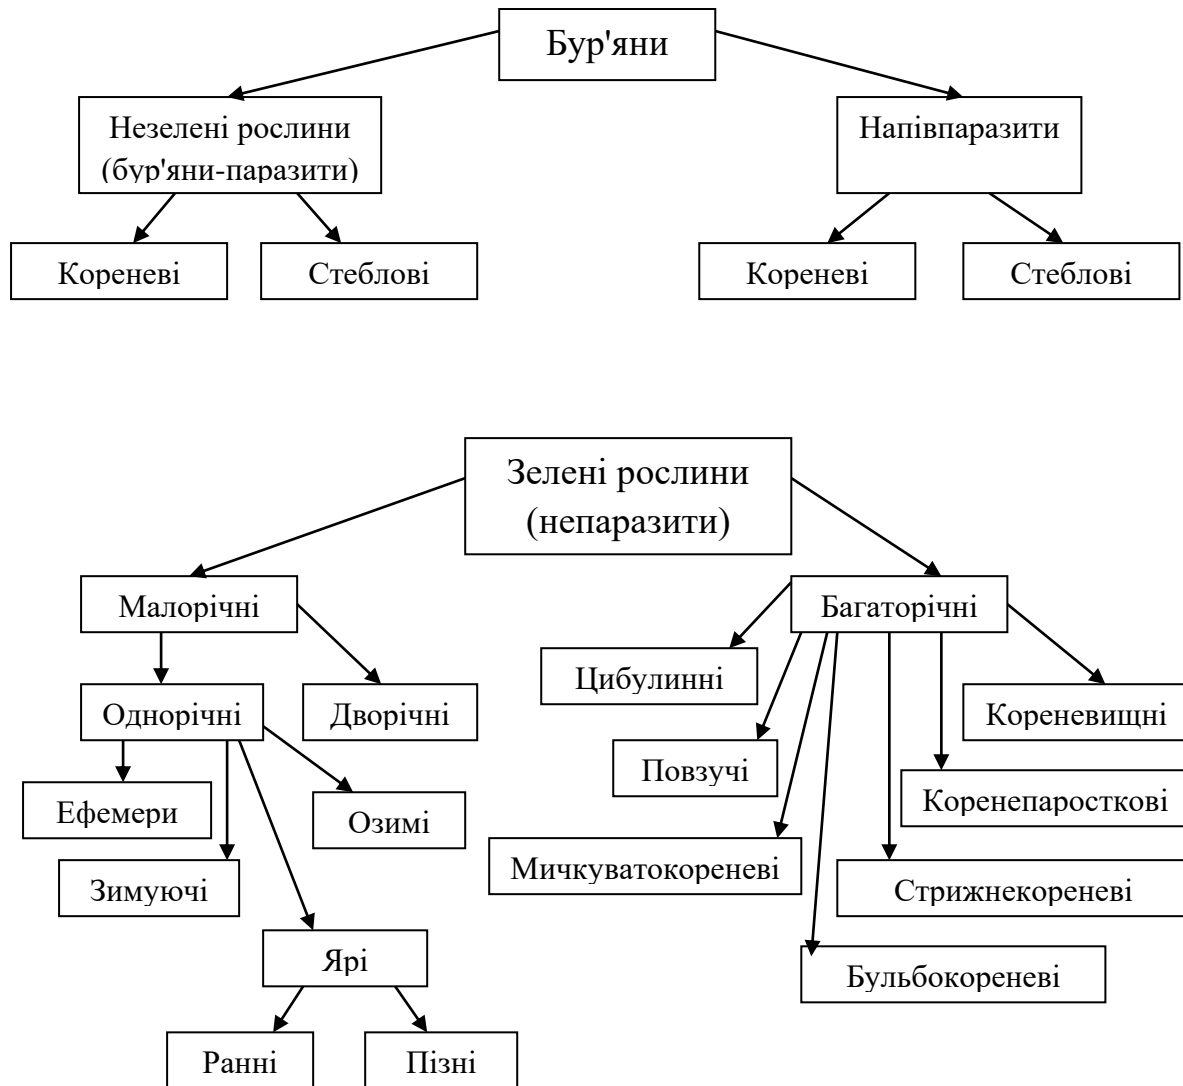 Бур'яни
Незелені рослини
(бур'яни-паразити)
Напівпаразити
Кореневі
Стеблові
Кореневі
Стеблові
Зелені рослини
(непаразити)
Малорічні
Багаторічні
Цибулинні
Однорічні
Дворічні
Кореневищні
Повзучі
Ефемери
Озимі
Коренепаросткові
Мичкуватокореневі
Зимуючі
Стрижнекореневі
Ярі
Бульбокореневі
Ранні
Пізні